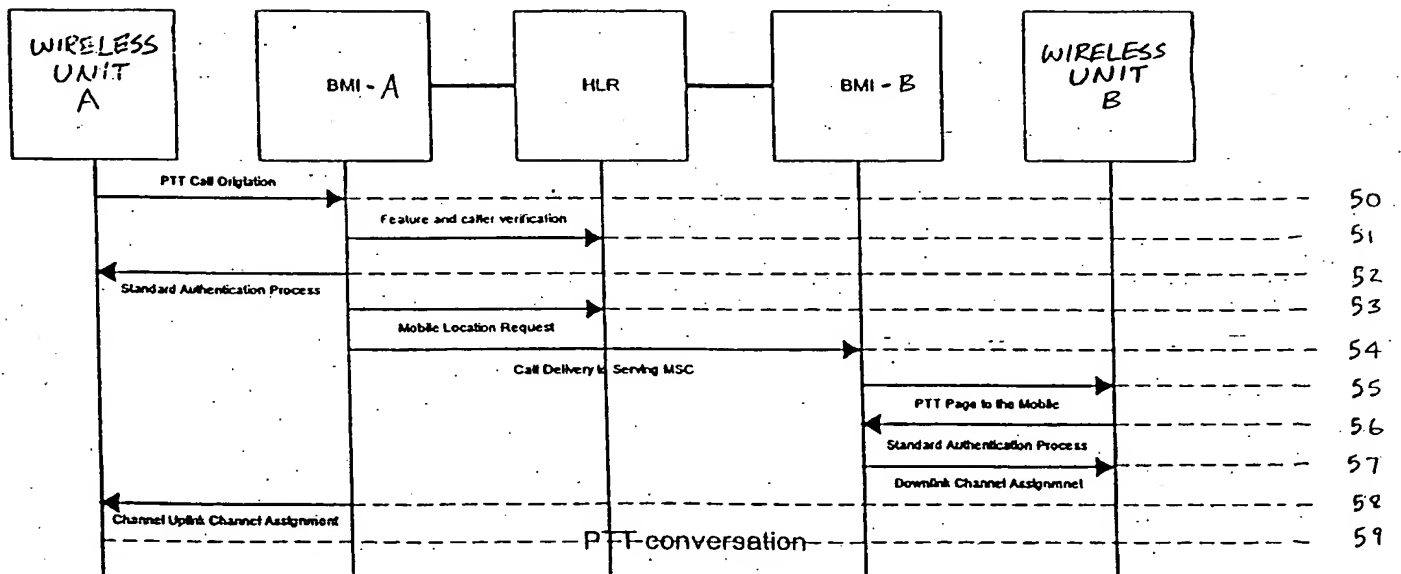 WIRELESS
UNIT
A
BMI - A
HLR
BMI - B
WIRELESS
UNIT
B
PTT Call Origtation
50
Feature and caller verification
51
52
Standard Authentication Process
53
Mobile Location Request
54
Call Delivery to Serving MSC
55
PTT Page to the Mobile
56
Standard Authentication Process
57
Downlink Channel Assignmnet
58
Channel Uplink Channel Assignment
PTT conversation
59